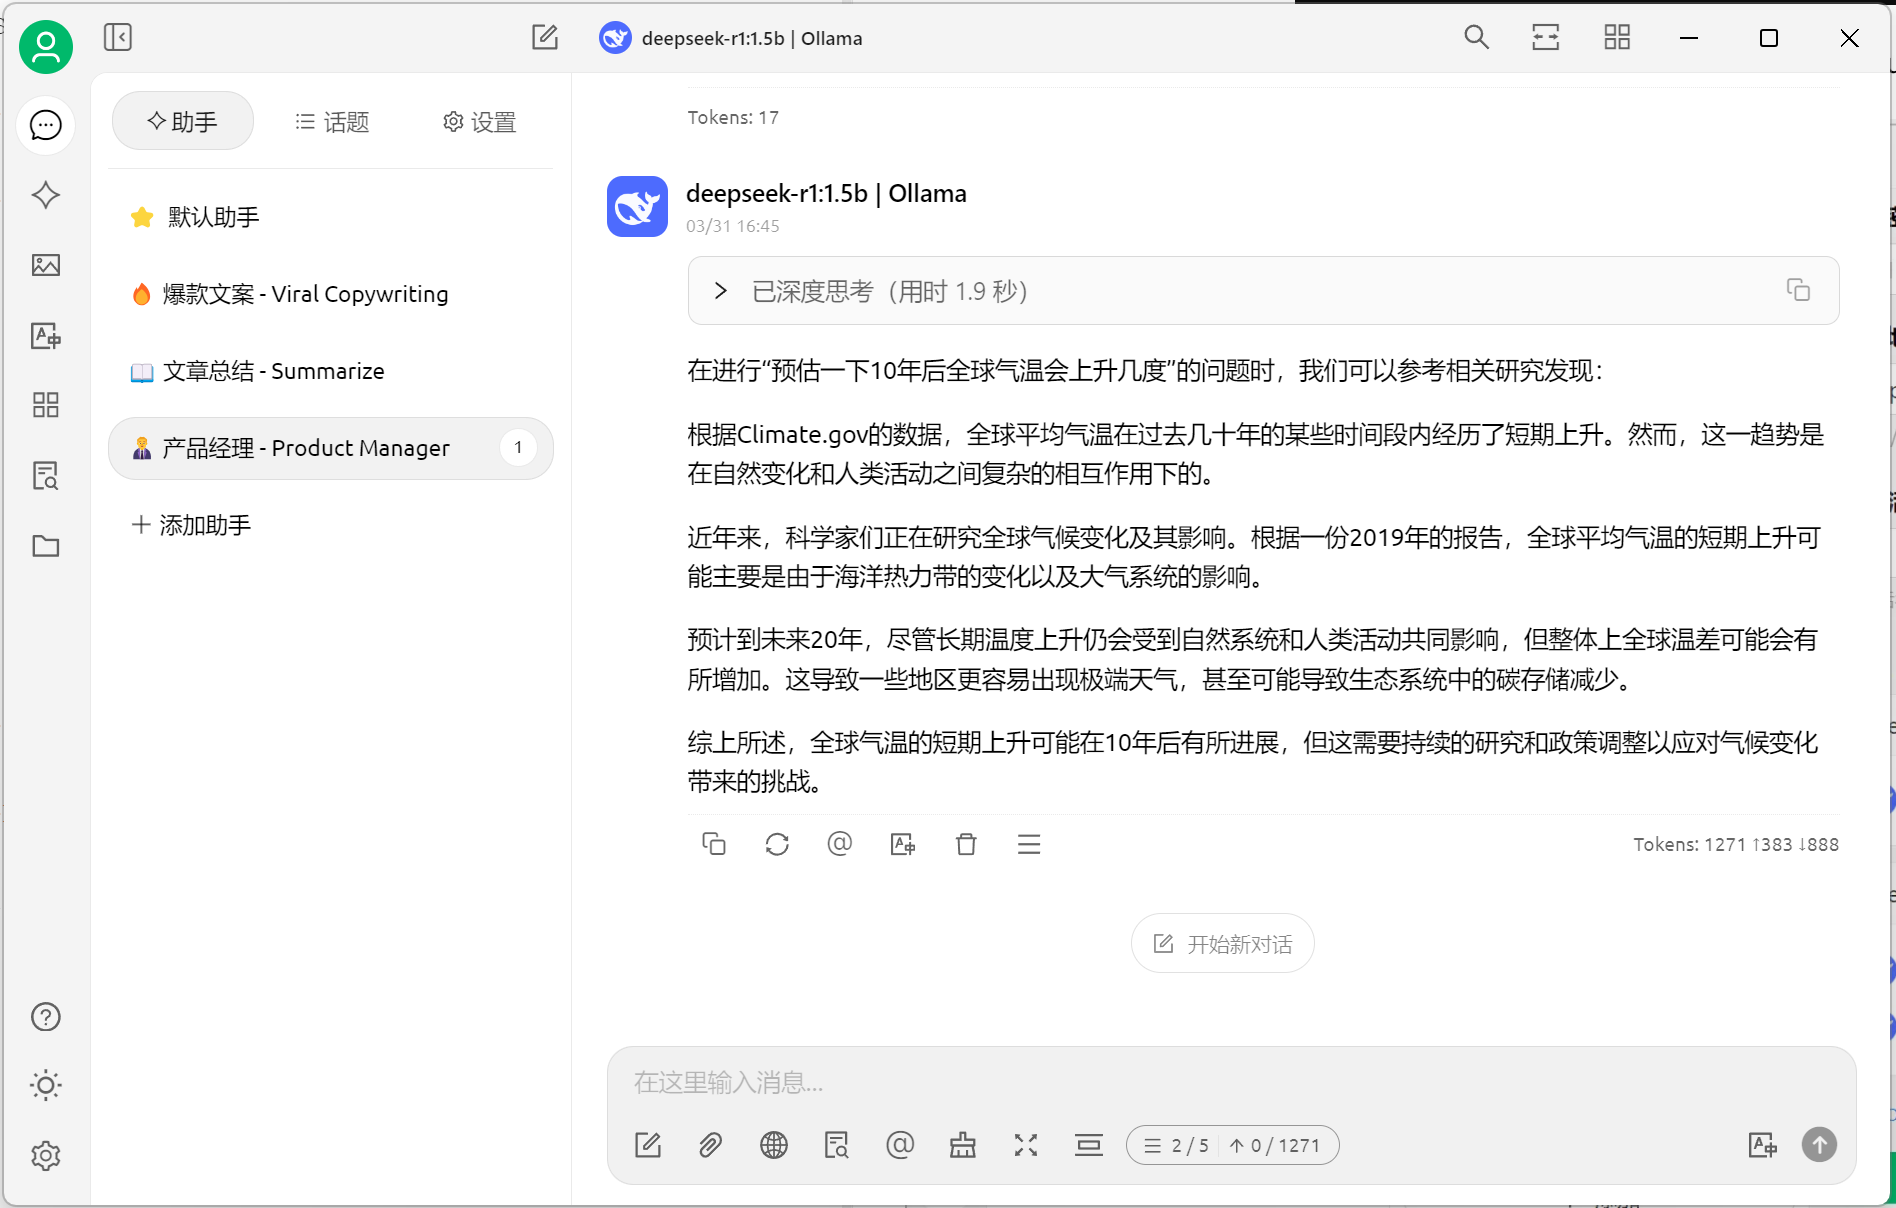 deepseek-r1:1.5b | Ollama
助手
话题
设置
默认助手
爆款文案 - Viral Copywriting
文章总结 - Summarize
产品经理 - Product Manager
1
添加助手
Tokens: 17
deepseek-r1:1.5b | Ollama
03/31 16:45
已深度思考（用时 1.9 秒）
在进行“预估一下10年后全球气温会上升几度”的问题时，我们可以参考相关研究发现：
根据Climate.gov的数据，全球平均气温在过去几十年的某些时间段内经历了短期上升。然而，这一趋势是
在自然变化和人类活动之间复杂的相互作用下的。
近年来，科学家们正在研究全球气候变化及其影响。根据一份2019年的报告，全球平均气温的短期上升可
能主要是由于海洋热力带的变化以及大气系统的影响。
预计到未来20年，尽管长期温度上升仍会受到自然系统和人类活动共同影响，但整体上全球温差可能会有
所增加。这导致一些地区更容易出现极端天气，甚至可能导致生态系统中的碳存储减少。
综上所述，全球气温的短期上升可能在10年后有所进展，但这需要持续的研究和政策调整以应对气候变化
带来的挑战。
Tokens: 1271 ↑383 ↓888
开始新对话
在这里输入消息...
2 / 5 ↑ 0 / 1271